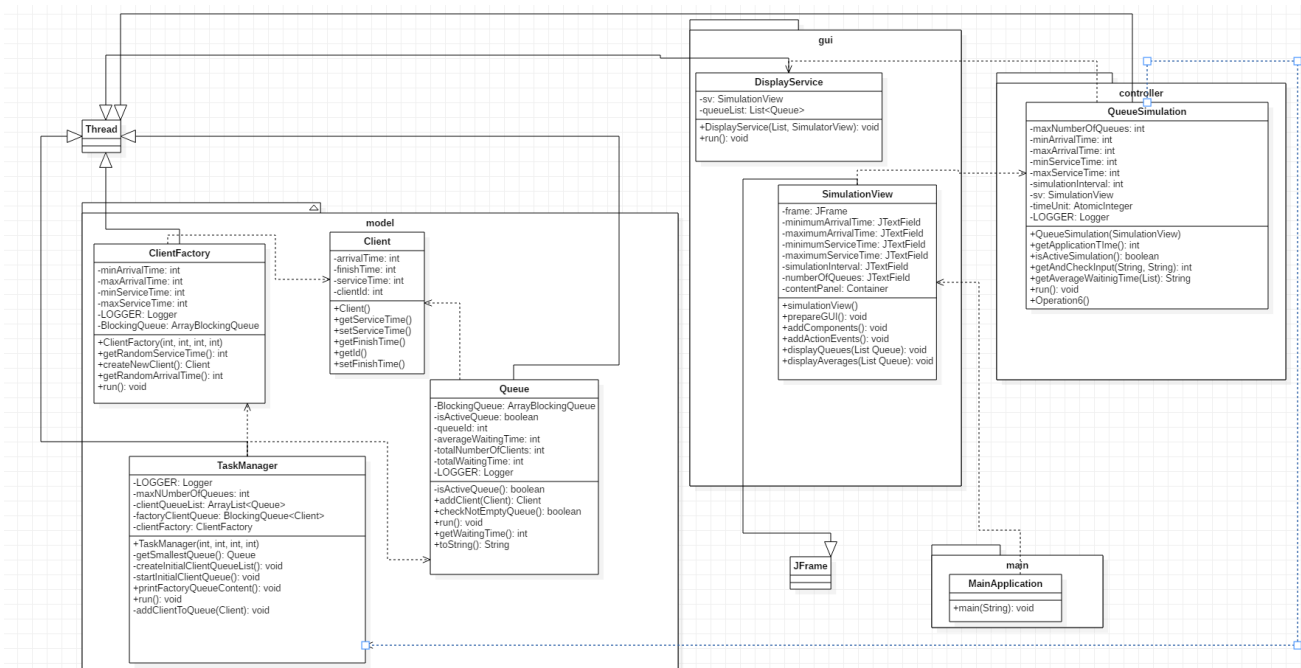 gui
DisplayService
-sv: SimulationView
-queueList: List<Queue>
+DisplayService(List, SimulatorView): void
+run(): void
controller
QueueSimulation
-maxNumberOfQueues: int
-minArrivalTime: int
-maxArrivalTime: int
-minServiceTime: int
-maxServiceTime: int
-simulationInterval: int
-sv: SimulationView
-timeUnit: AtomicInteger
-LOGGER: Logger
+QueueSimulation(SimulationView)
+getApplicationTIme(): int
+isActiveSimulation(): boolean
+getAndCheckInput(String, String): int
+getAverageWaitinigTime(List): String
+run(): void
+Operation6()
Thread
SimulationView
-frame: JFrame
-minimumArrivalTime: JTextField
-maximumArrivalTime: JTextField
-minimumServiceTime: JTextField
-maximumServiceTime: JTextField
-simulationInterval: JTextField
-numberOfQueues: JTextField
-contentPanel: Container
+simulationView()
+prepareGUI(): void
+addComponents(): void
+addActionEvents(): void
+displayQueues(List Queue): void
+displayAverages(List Queue): void
model
ClientFactory
-minArrivalTime: int
-maxArrivalTime: int
-minServiceTime: int
-maxServiceTime: int
-LOGGER: Logger
-BlockingQueue: ArrayBlockingQueue
+ClientFactory(int, int, int, int)
+getRandomServiceTime(): int
+createNewClient(): Client
+getRandomArrivalTime(): int
+run(): void
Client
-arrivalTime: int
-finishTime: int
-serviceTime: int
-clientId: int
+Client()
+getServiceTime()
+setServiceTime()
+getFinishTime()
+getId()
+setFinishTime()
Queue
-BlockingQueue: ArrayBlockingQueue
-isActiveQueue: boolean
-queueId: int
-averageWaitingTime: int
-totalNumberOfClients: int
-totalWaitingTime: int
-LOGGER: Logger
-isActiveQueue(): boolean
+addClient(Client): Client
+checkNotEmptyQueue(): boolean
+run(): void
+getWaitingTime(): int
+toString(): String
TaskManager
-LOGGER: Logger
-maxNUmberOfQueues: int
-clientQueueList: ArrayList<Queue>
-factoryClientQueue: BlockingQueue<Client>
-clientFactory: ClientFactory
+TaskManager(int, int, int, int)
-getSmallestQueue(): Queue
-createInitialClientQueueList(): void
-startInitialClientQueue(): void
+printFactoryQueueContent(): void
+run(): void
-addClientToQueue(Client): void
JFrame
main
MainApplication
+main(String): void